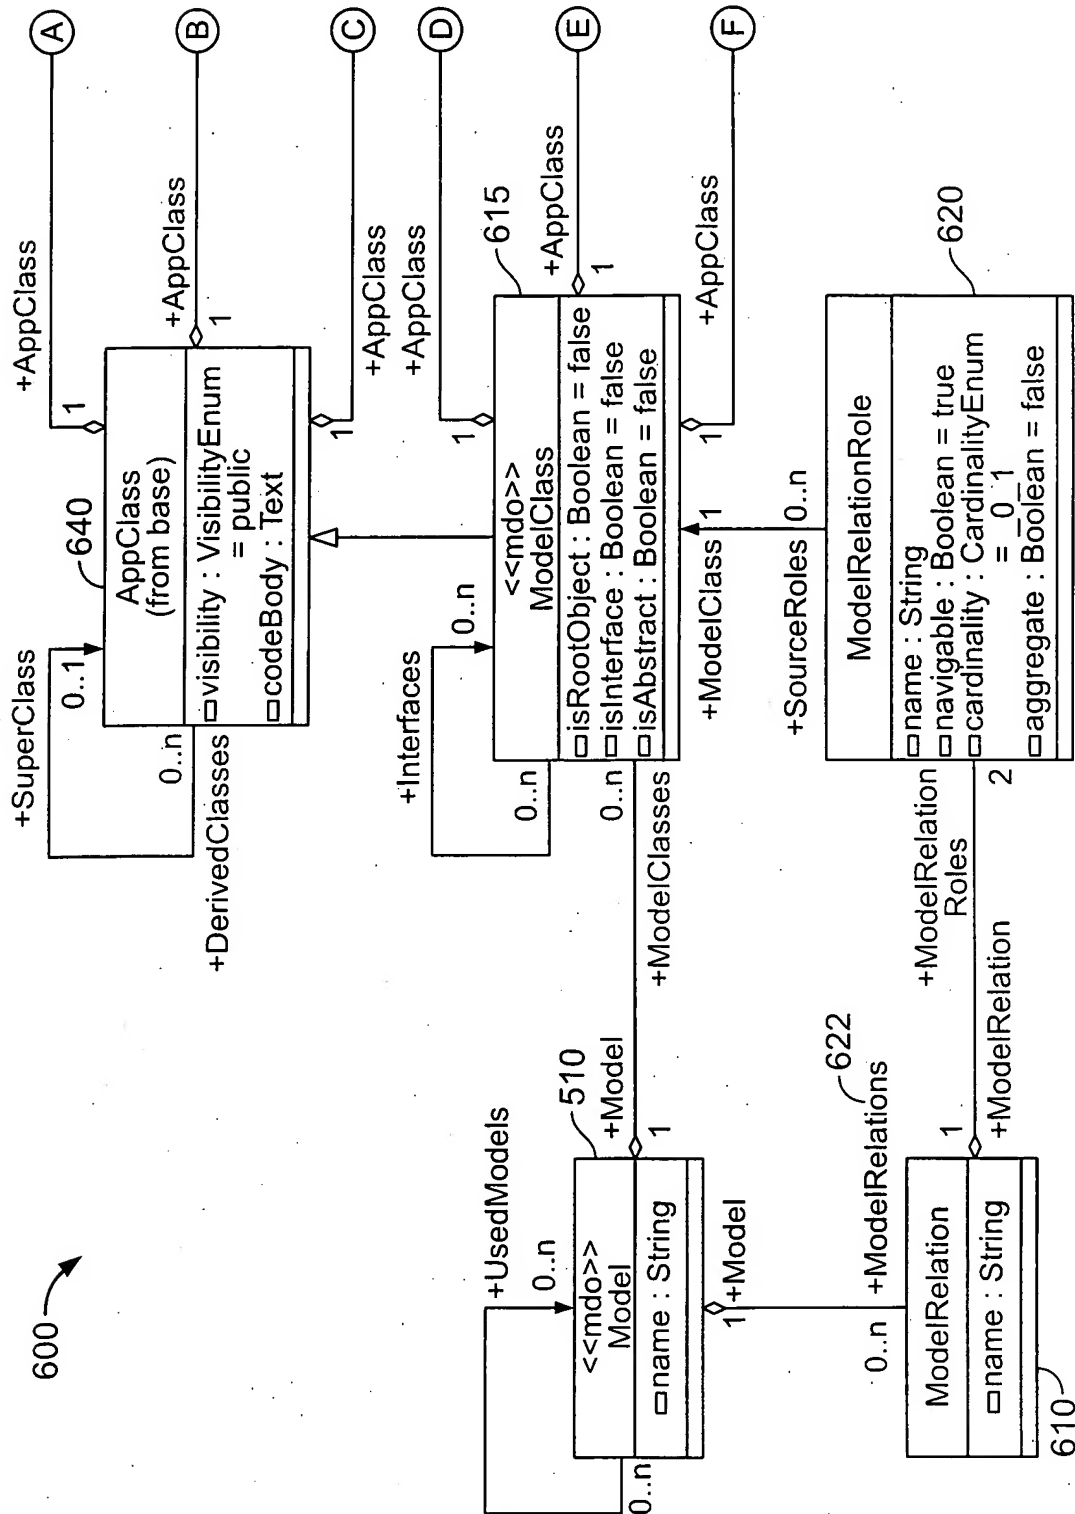 600
+SuperClass
0..1
640
AppClass
(from base)
visibility : VisibilityEnum
= public
codeBody : Text
0..n
+DerivedClasses
1
+AppClass
A
1
+AppClass
B
1
+AppClass
C
+Interfaces
0..n
0..n
<<mdo>>
ModelClass
isRootObject : Boolean = false
isInterface : Boolean = false
isAbstract : Boolean = false
615
1
+AppClass
D
1
+AppClass
E
1
+AppClass
F
+UsedModels
0..n
0..n
<<mdo>>
Model
name : String
510
+Model
1
0..n
+ModelClasses
1
+Model
+ModelClass
1
+SourceRoles
0..n
0..n
+ModelRelations
622
ModelRelation
name : String
610
1
+ModelRelation
+ModelRelation
Roles
2
ModelRelationRole
name : String
navigable : Boolean = true
cardinality : CardinalityEnum
= _0_1
aggregate : Boolean = false
620